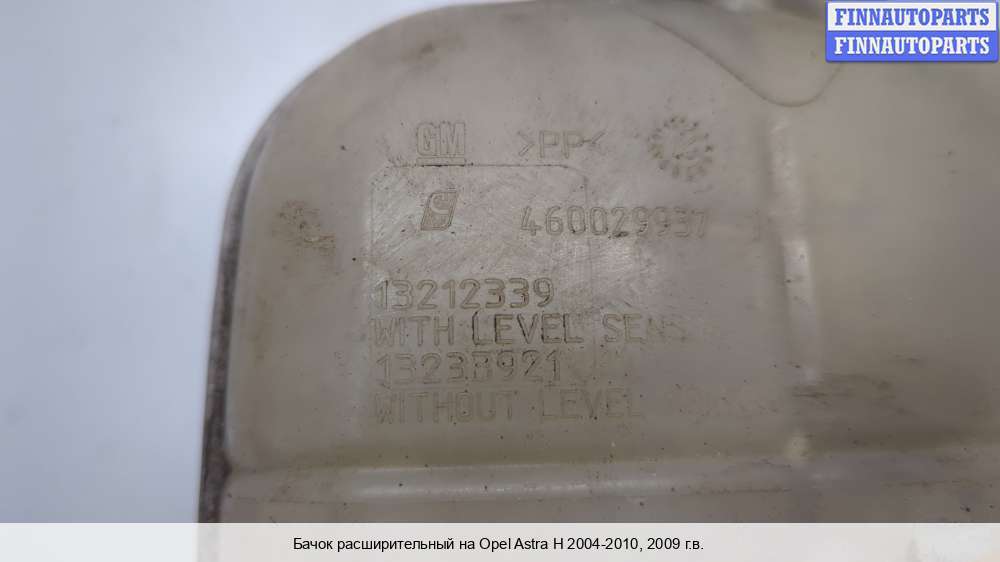 FINNAUTOPARTS
FINNAUTOPARTS
GM >PP<
460029937
13212339
WITH LEVEL
13238921
WITHOUT LEVEL
Бачок расширительный на Opel Astra H 2004-2010, 2009 г.в.